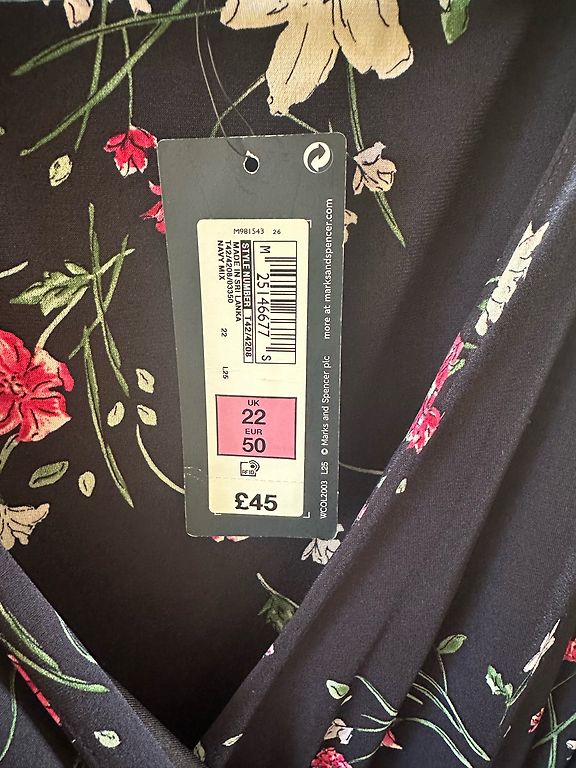 M981543 26
M 25146677 S
STYLE NUMBER T42/4208
MADE IN SRI LANKA
T42/4208/03350
NAVY MIX
22
L25
UK
22
EUR
50
RFID
£45
WCOL2003 L25 © Marks and Spencer plc more at marksandspencer.com